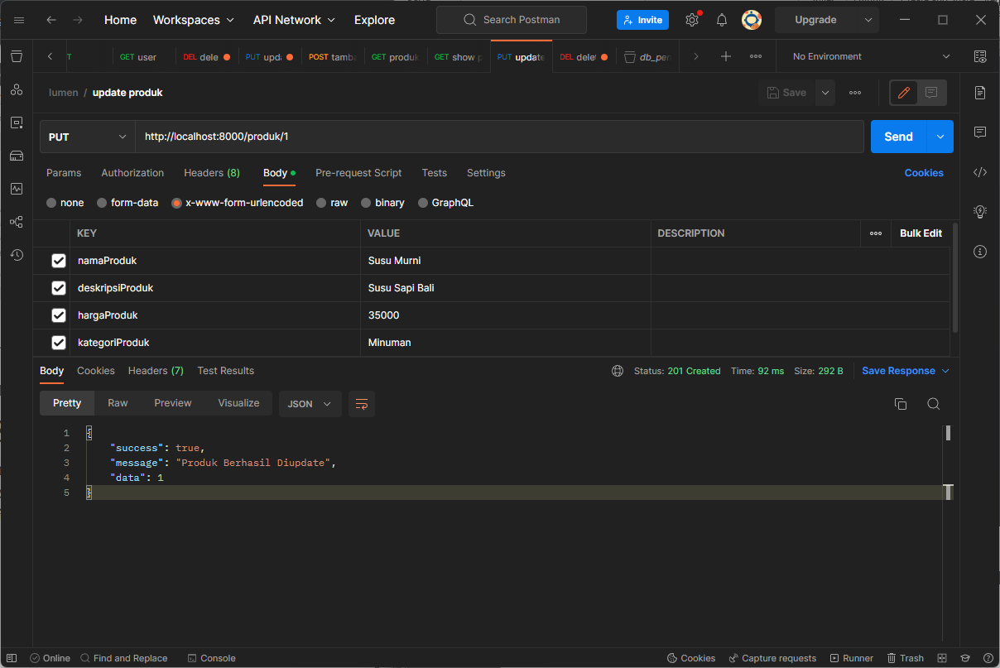 Home Workspaces API Network Explore Search Postman Invite Upgrade
T GET user DEL dele PUT upda POST tamb GET produk GET show p PUT update DEL delet db_per No Environment
lumen / update produk Save
PUT http://localhost:8000/produk/1 Send
Params Authorization Headers (8) Body Pre-request Script Tests Settings Cookies
none form-data x-www-form-urlencoded raw binary GraphQL
KEY VALUE DESCRIPTION Bulk Edit
namaProduk Susu Murni
deskripsiProduk Susu Sapi Bali
hargaProduk 35000
kategoriProduk Minuman
Body Cookies Headers (7) Test Results Status: 201 Created Time: 92 ms Size: 292 B Save Response
Pretty Raw Preview Visualize JSON
1 {
2 "success": true,
3 "message": "Produk Berhasil Diupdate",
4 "data": 1
5 }
Online Find and Replace Console Cookies Capture requests Runner Trash